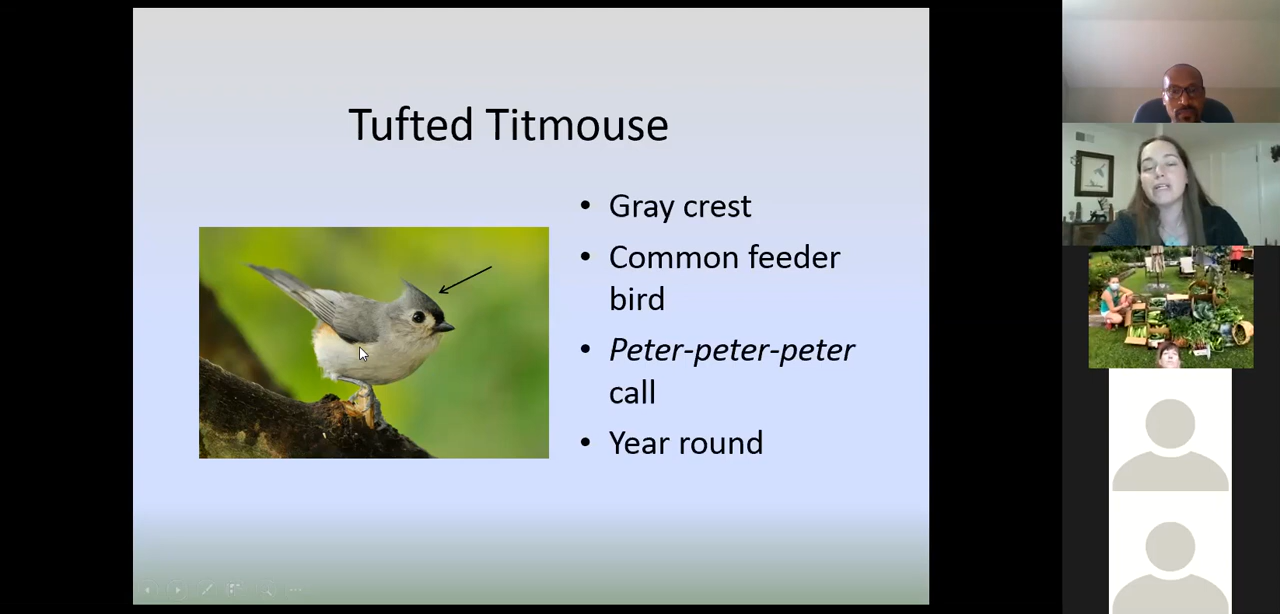 Tufted Titmouse
• Gray crest
• Common feeder
bird
• Peter-peter-peter
call
• Year round